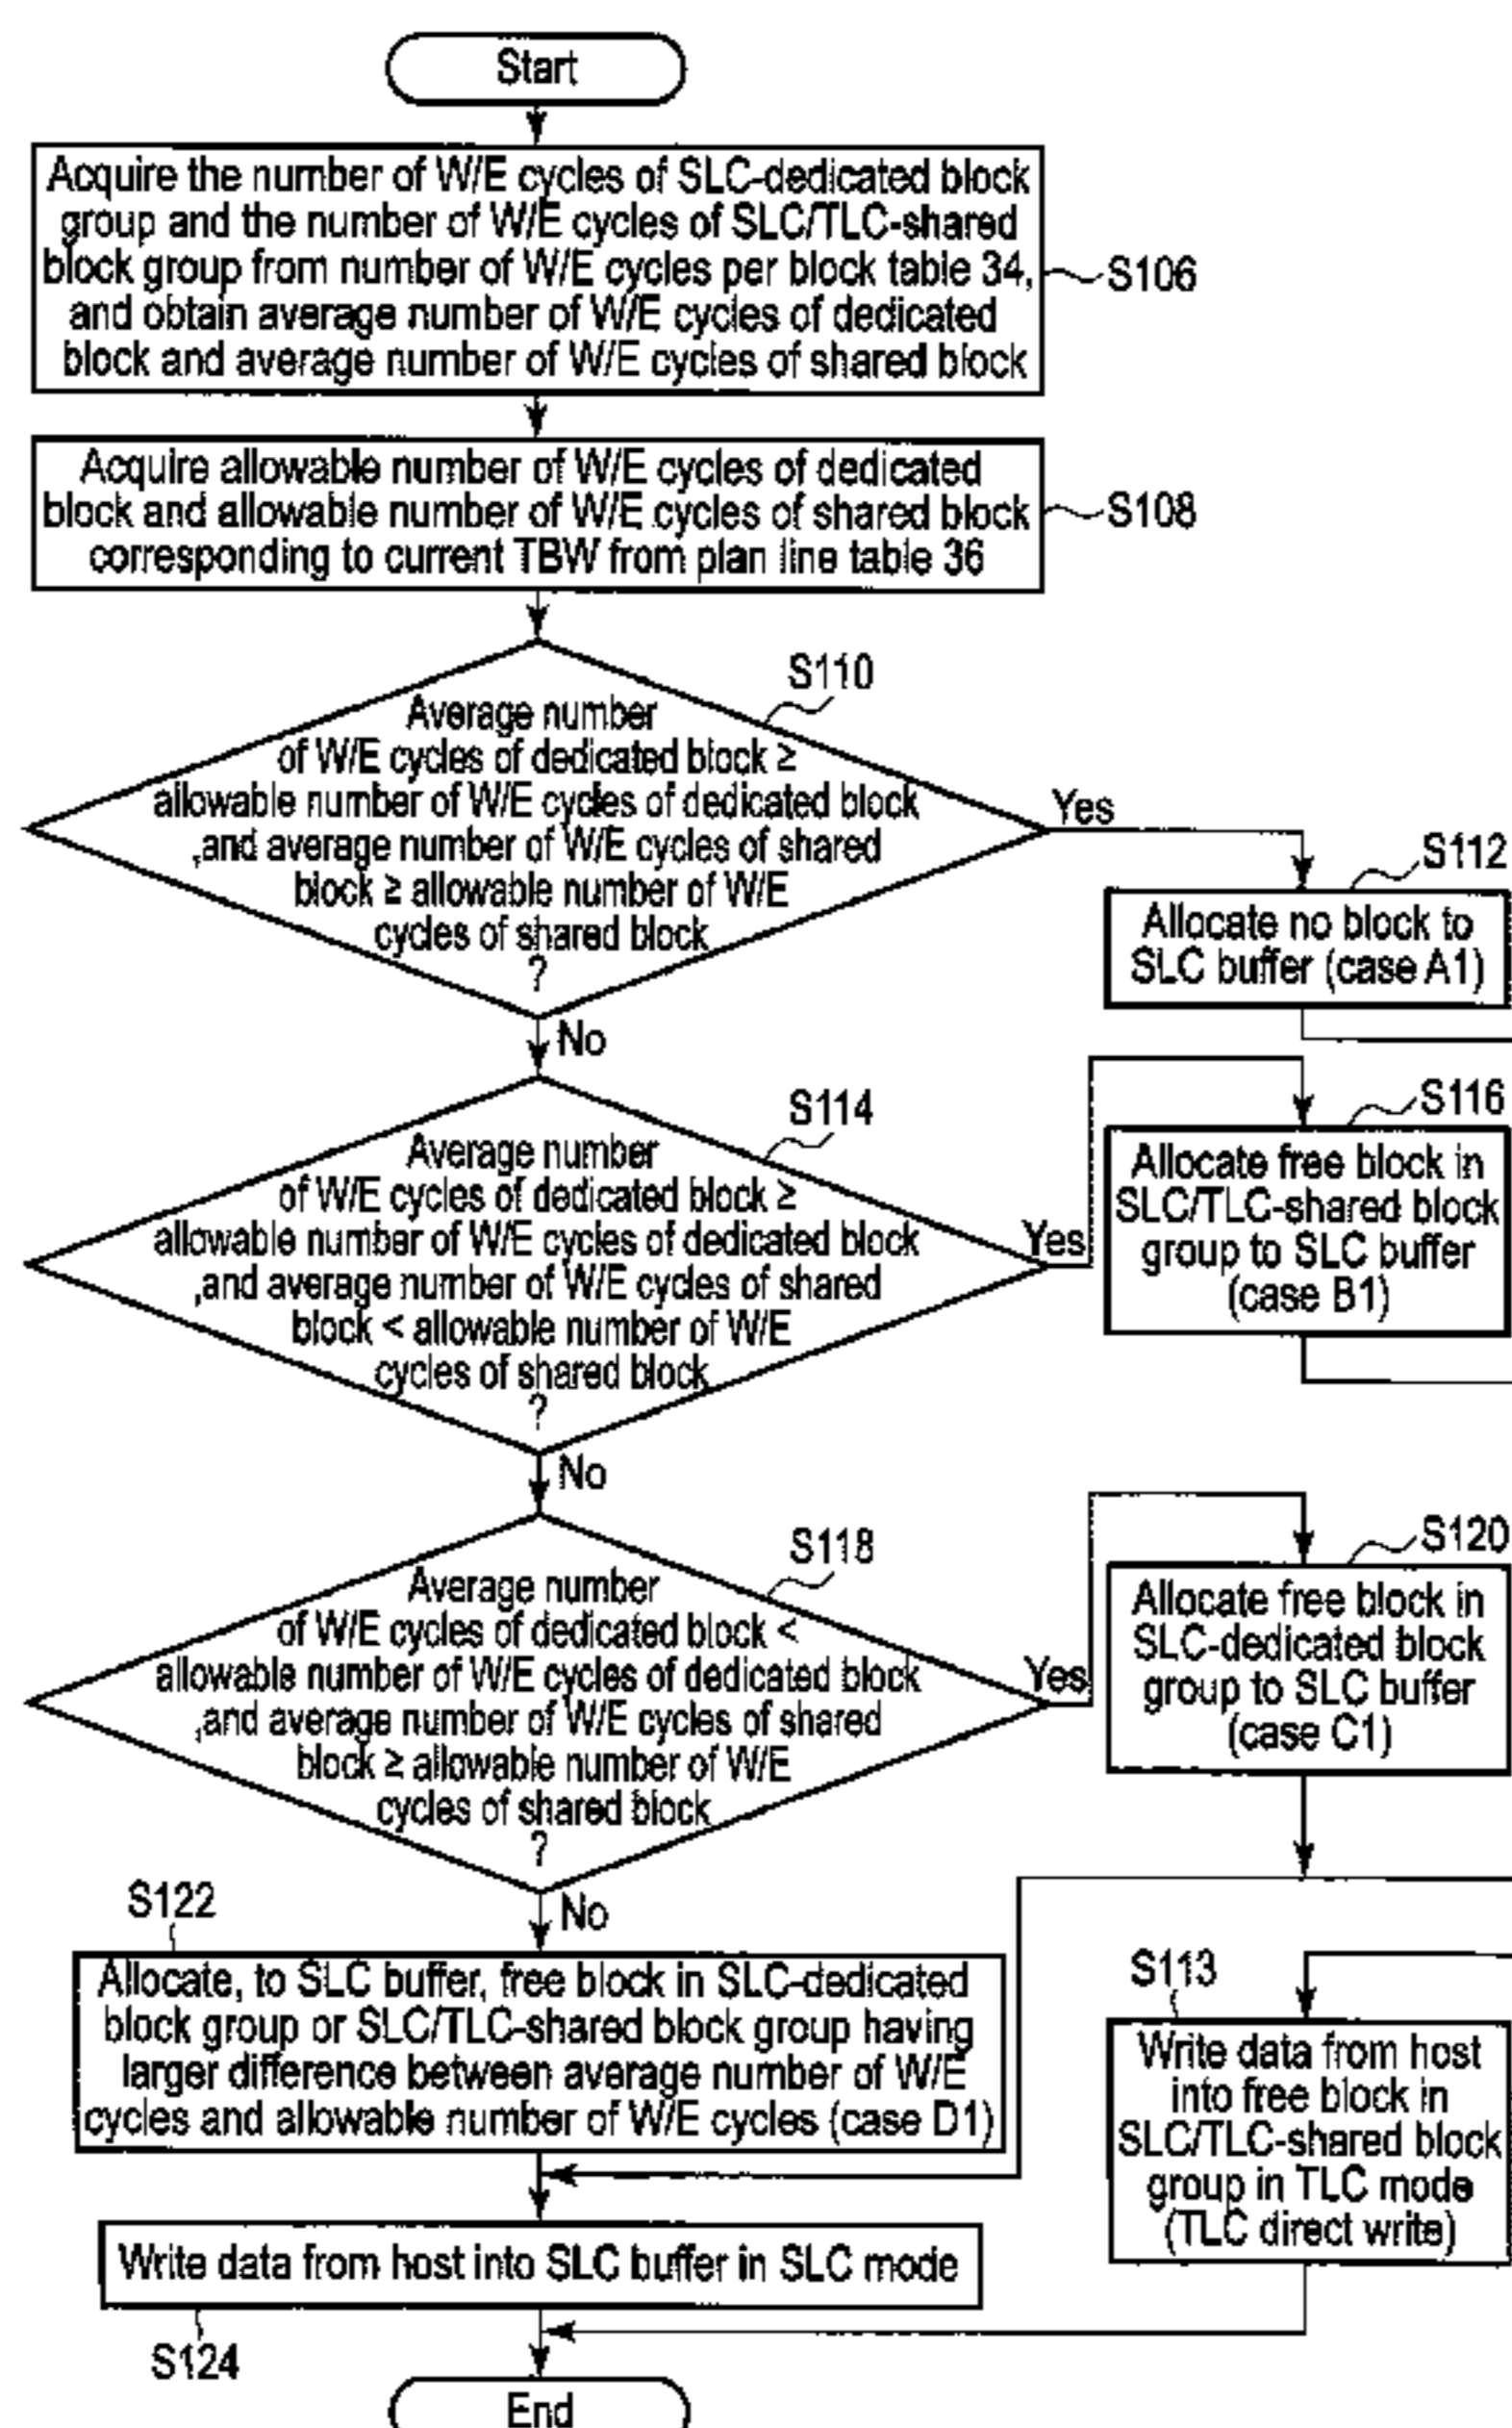 Start
Acquire the number of W/E cycles of SLC-dedicated block
group and the number of W/E cycles of SLC/TLC-shared
block group from number of W/E cycles per block table 34,
and obtain average number of W/E cycles of dedicated
block and average number of W/E cycles of shared block
S106
Acquire allowable number of W/E cycles of dedicated
block and allowable number of W/E cycles of shared block
corresponding to current TBW from plan line table 36
S108
S110
Average number
of W/E cycles of dedicated block ≥
allowable number of W/E cycles of dedicated block
,and average number of W/E cycles of shared
block ≥ allowable number of W/E
cycles of shared block
?
Yes
No
S112
Allocate no block to
SLC buffer (case A1)
S114
Average number
of W/E cycles of dedicated block ≥
allowable number of W/E cycles of dedicated block
,and average number of W/E cycles of shared
block < allowable number of W/E
cycles of shared block
?
Yes
No
S116
Allocate free block in
SLC/TLC-shared block
group to SLC buffer
(case B1)
S118
Average number
of W/E cycles of dedicated block <
allowable number of W/E cycles of dedicated block
,and average number of W/E cycles of shared
block ≥ allowable number of W/E
cycles of shared block
?
Yes
No
S120
Allocate free block in
SLC-dedicated block
group to SLC buffer
(case C1)
S122
Allocate, to SLC buffer, free block in SLC-dedicated
block group or SLC/TLC-shared block group having
larger difference between average number of W/E
cycles and allowable number of W/E cycles (case D1)
S113
Write data from host
into free block in
SLC/TLC-shared block
group in TLC mode
(TLC direct write)
Write data from host into SLC buffer in SLC mode
S124
End